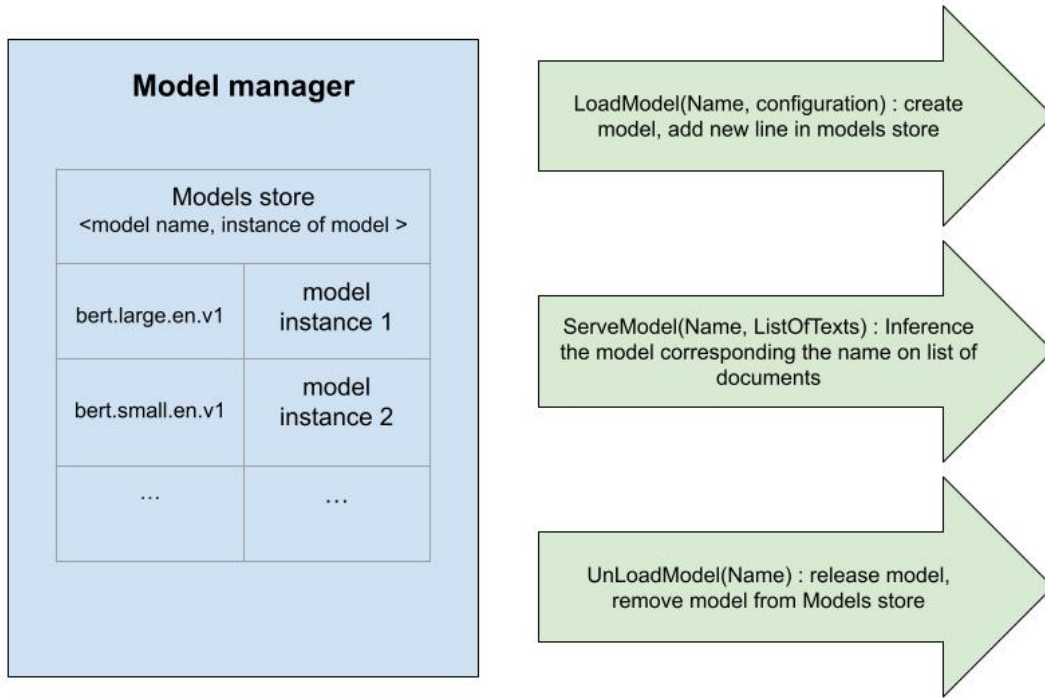 Model manager
Models store
<model name, instance of model >
bert.large.en.v1
model
instance 1
bert.small.en.v1
model
instance 2
...
...
LoadModel(Name, configuration) : create
model, add new line in models store
ServeModel(Name, ListOfTexts) : Inference
the model corresponding the name on list of
documents
UnLoadModel(Name) : release model,
remove model from Models store